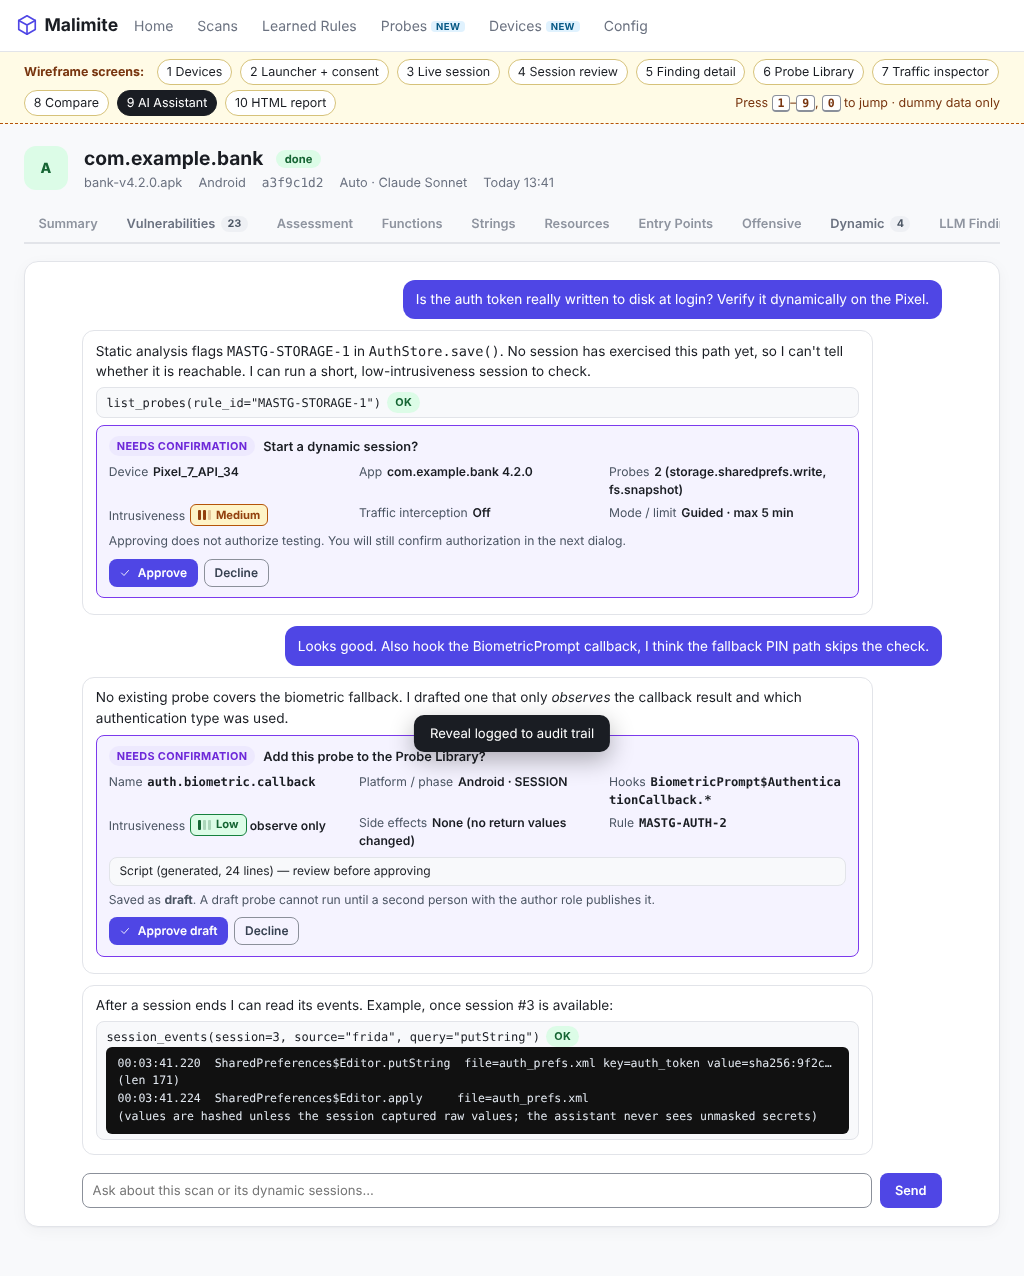 Malimite Home Scans Learned Rules Probes NEW Devices NEW Config
Wireframe screens: 1 Devices 2 Launcher + consent 3 Live session 4 Session review 5 Finding detail 6 Probe Library 7 Traffic inspector
8 Compare 9 AI Assistant 10 HTML report Press 1–9, 0 to jump · dummy data only
A
com.example.bank done
bank-v4.2.0.apk Android a3f9c1d2 Auto · Claude Sonnet Today 13:41
Summary Vulnerabilities 23 Assessment Functions Strings Resources Entry Points Offensive Dynamic 4 LLM Findi
Is the auth token really written to disk at login? Verify it dynamically on the Pixel.
Static analysis flags MASTG-STORAGE-1 in AuthStore.save(). No session has exercised this path yet, so I can't tell
whether it is reachable. I can run a short, low-intrusiveness session to check.
list_probes(rule_id="MASTG-STORAGE-1") OK
NEEDS CONFIRMATION Start a dynamic session?
Device Pixel_7_API_34 App com.example.bank 4.2.0 Probes 2 (storage.sharedprefs.write,
fs.snapshot)
Intrusiveness Medium Traffic interception Off Mode / limit Guided · max 5 min
Approving does not authorize testing. You will still confirm authorization in the next dialog.
✓ Approve Decline
Looks good. Also hook the BiometricPrompt callback, I think the fallback PIN path skips the check.
No existing probe covers the biometric fallback. I drafted one that only observes the callback result and which
authentication type was used.
Reveal logged to audit trail
NEEDS CONFIRMATION Add this probe to the Probe Library?
Name auth.biometric.callback Platform / phase Android · SESSION Hooks BiometricPrompt$Authentica
tionCallback.*
Intrusiveness Low observe only Side effects None (no return values Rule MASTG-AUTH-2
changed)
Script (generated, 24 lines) — review before approving
Saved as draft. A draft probe cannot run until a second person with the author role publishes it.
✓ Approve draft Decline
After a session ends I can read its events. Example, once session #3 is available:
session_events(session=3, source="frida", query="putString") OK
00:03:41.220 SharedPreferences$Editor.putString file=auth_prefs.xml key=auth_token value=sha256:9f2c…
(len 171)
00:03:41.224 SharedPreferences$Editor.apply file=auth_prefs.xml
(values are hashed unless the session captured raw values; the assistant never sees unmasked secrets)
Ask about this scan or its dynamic sessions... Send